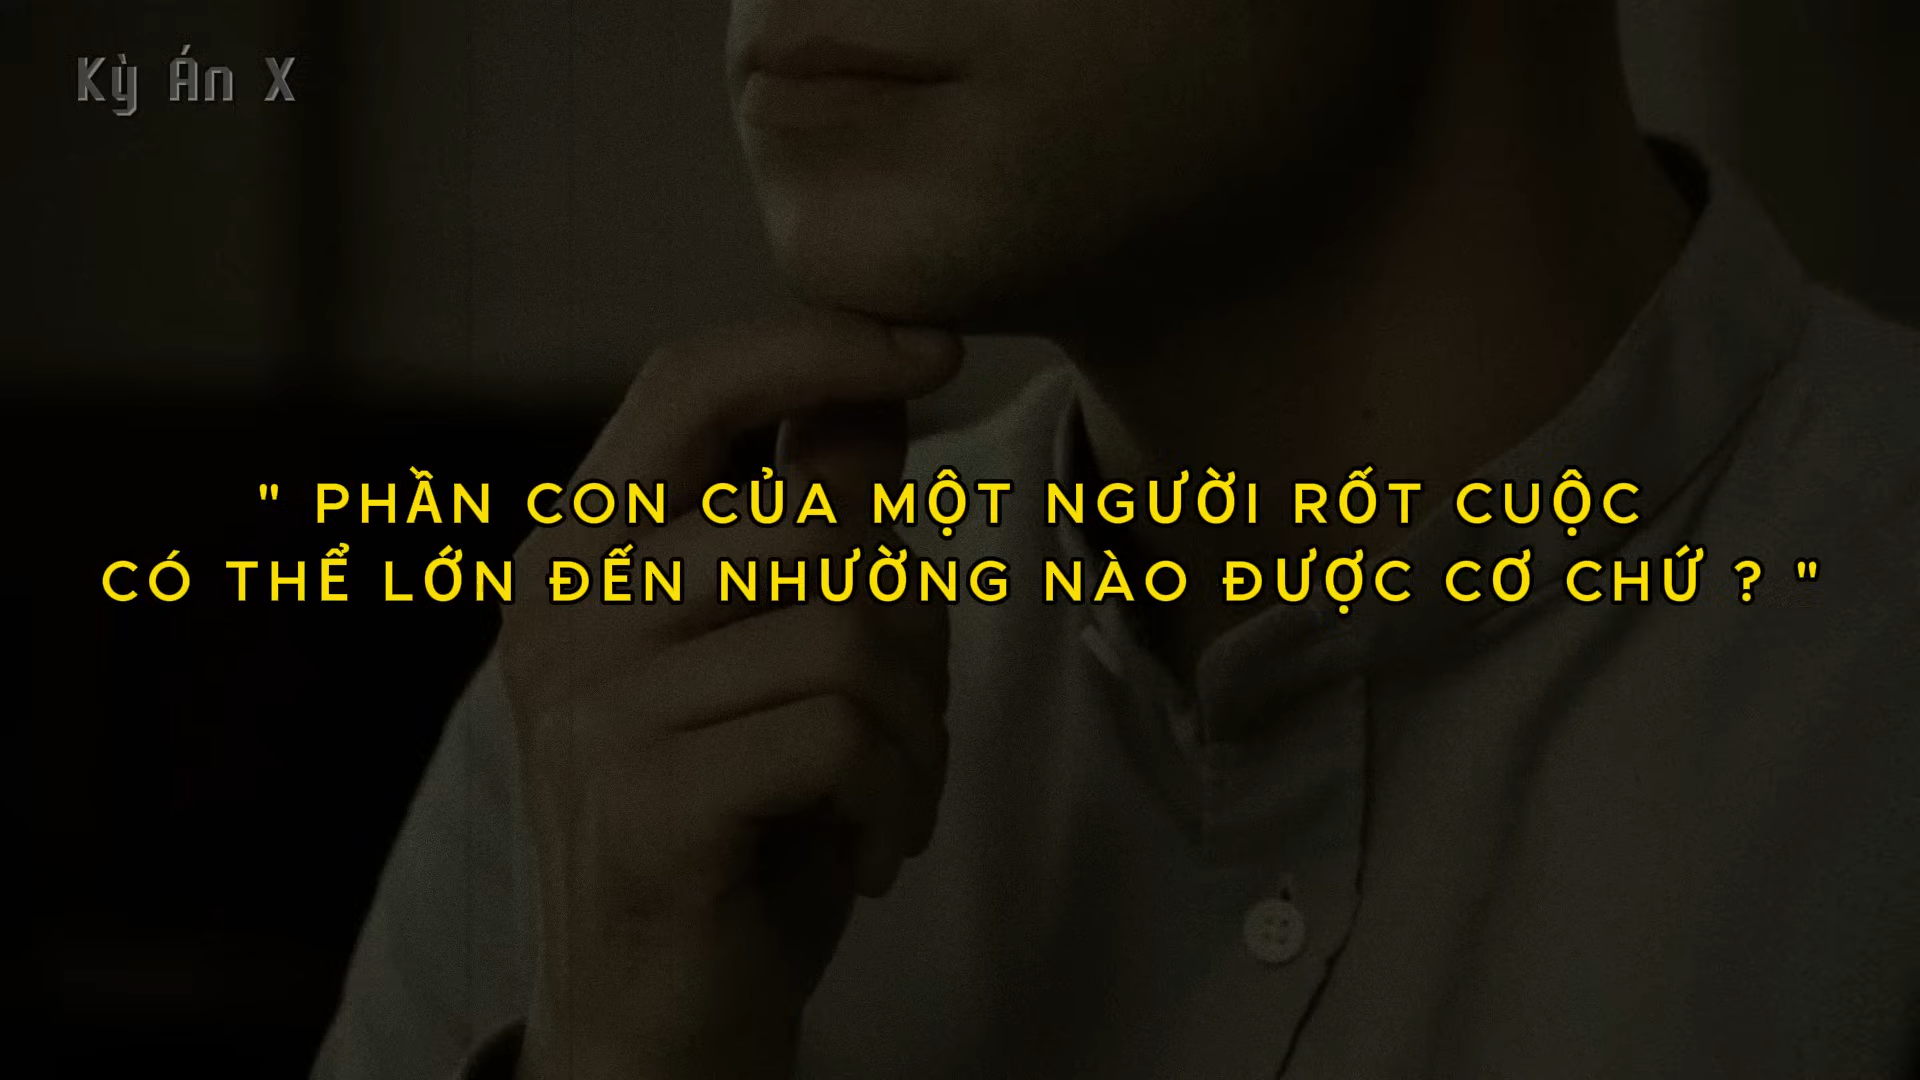 Kỳ Án X
" PHẦN CON CỦA MỘT NGƯỜI RỐT CUỘC
CÓ THỂ LỚN ĐẾN NHƯỜNG NÀO ĐƯỢC CƠ CHỨ ? "